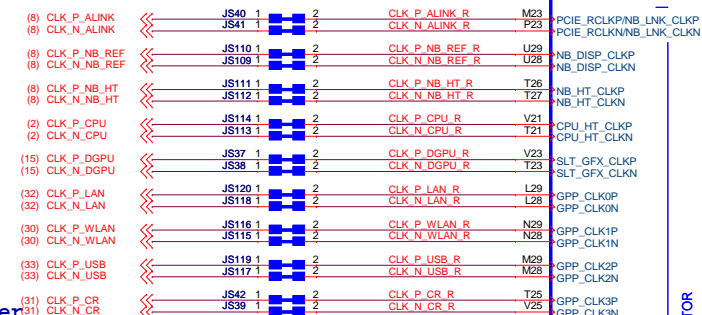 (8) CLK_P_ALINK JS40 1 2 CLK_P_ALINK_R M23 PCIE_RCLKP/NB_LNK_CLKP
(8) CLK_N_ALINK JS41 1 2 CLK_N_ALINK_R P23 PCIE_RCLKN/NB_LNK_CLKN
(8) CLK_P_NB_REF JS110 1 2 CLK_P_NB_REF_R U29 NB_DISP_CLKP
(8) CLK_N_NB_REF JS109 1 2 CLK_N_NB_REF_R U28 NB_DISP_CLKN
(8) CLK_P_NB_HT JS111 1 2 CLK_P_NB_HT_R T26 NB_HT_CLKP
(8) CLK_N_NB_HT JS112 1 2 CLK_N_NB_HT_R T27 NB_HT_CLKN
(2) CLK_P_CPU JS114 1 2 CLK_P_CPU_R V21 CPU_HT_CLKP
(2) CLK_N_CPU JS113 1 2 CLK_N_CPU_R T21 CPU_HT_CLKN
(15) CLK_P_DGPU JS37 1 2 CLK_P_DGPU_R V23 SLT_GFX_CLKP
(15) CLK_N_DGPU JS38 1 2 CLK_N_DGPU_R T23 SLT_GFX_CLKN
(32) CLK_P_LAN JS120 1 2 CLK_P_LAN_R L29 GPP_CLK0P
(32) CLK_N_LAN JS118 1 2 CLK_N_LAN_R L28 GPP_CLK0N
(30) CLK_P_WLAN JS116 1 2 CLK_P_WLAN_R N29 GPP_CLK1P
(30) CLK_N_WLAN JS115 1 2 CLK_N_WLAN_R N28 GPP_CLK1N
(33) CLK_P_USB JS119 1 2 CLK_P_USB_R M29 GPP_CLK2P
(33) CLK_N_USB JS117 1 2 CLK_N_USB_R M28 GPP_CLK2N
(31) CLK_P_CR JS42 1 2 CLK_P_CR_R T25 GPP_CLK3P
(31) CLK_N_CR JS39 1 2 CLK_N_CR_R V25 GPP_CLK3N